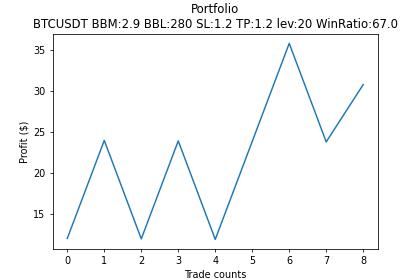 Portfolio
BTCUSDT BBM:2.9 BBL:280 SL:1.2 TP:1.2 lev:20 WinRatio:67.0
Profit ($)
35
30
25
20
15
0 1 2 3 4 5 6 7 8
Trade counts